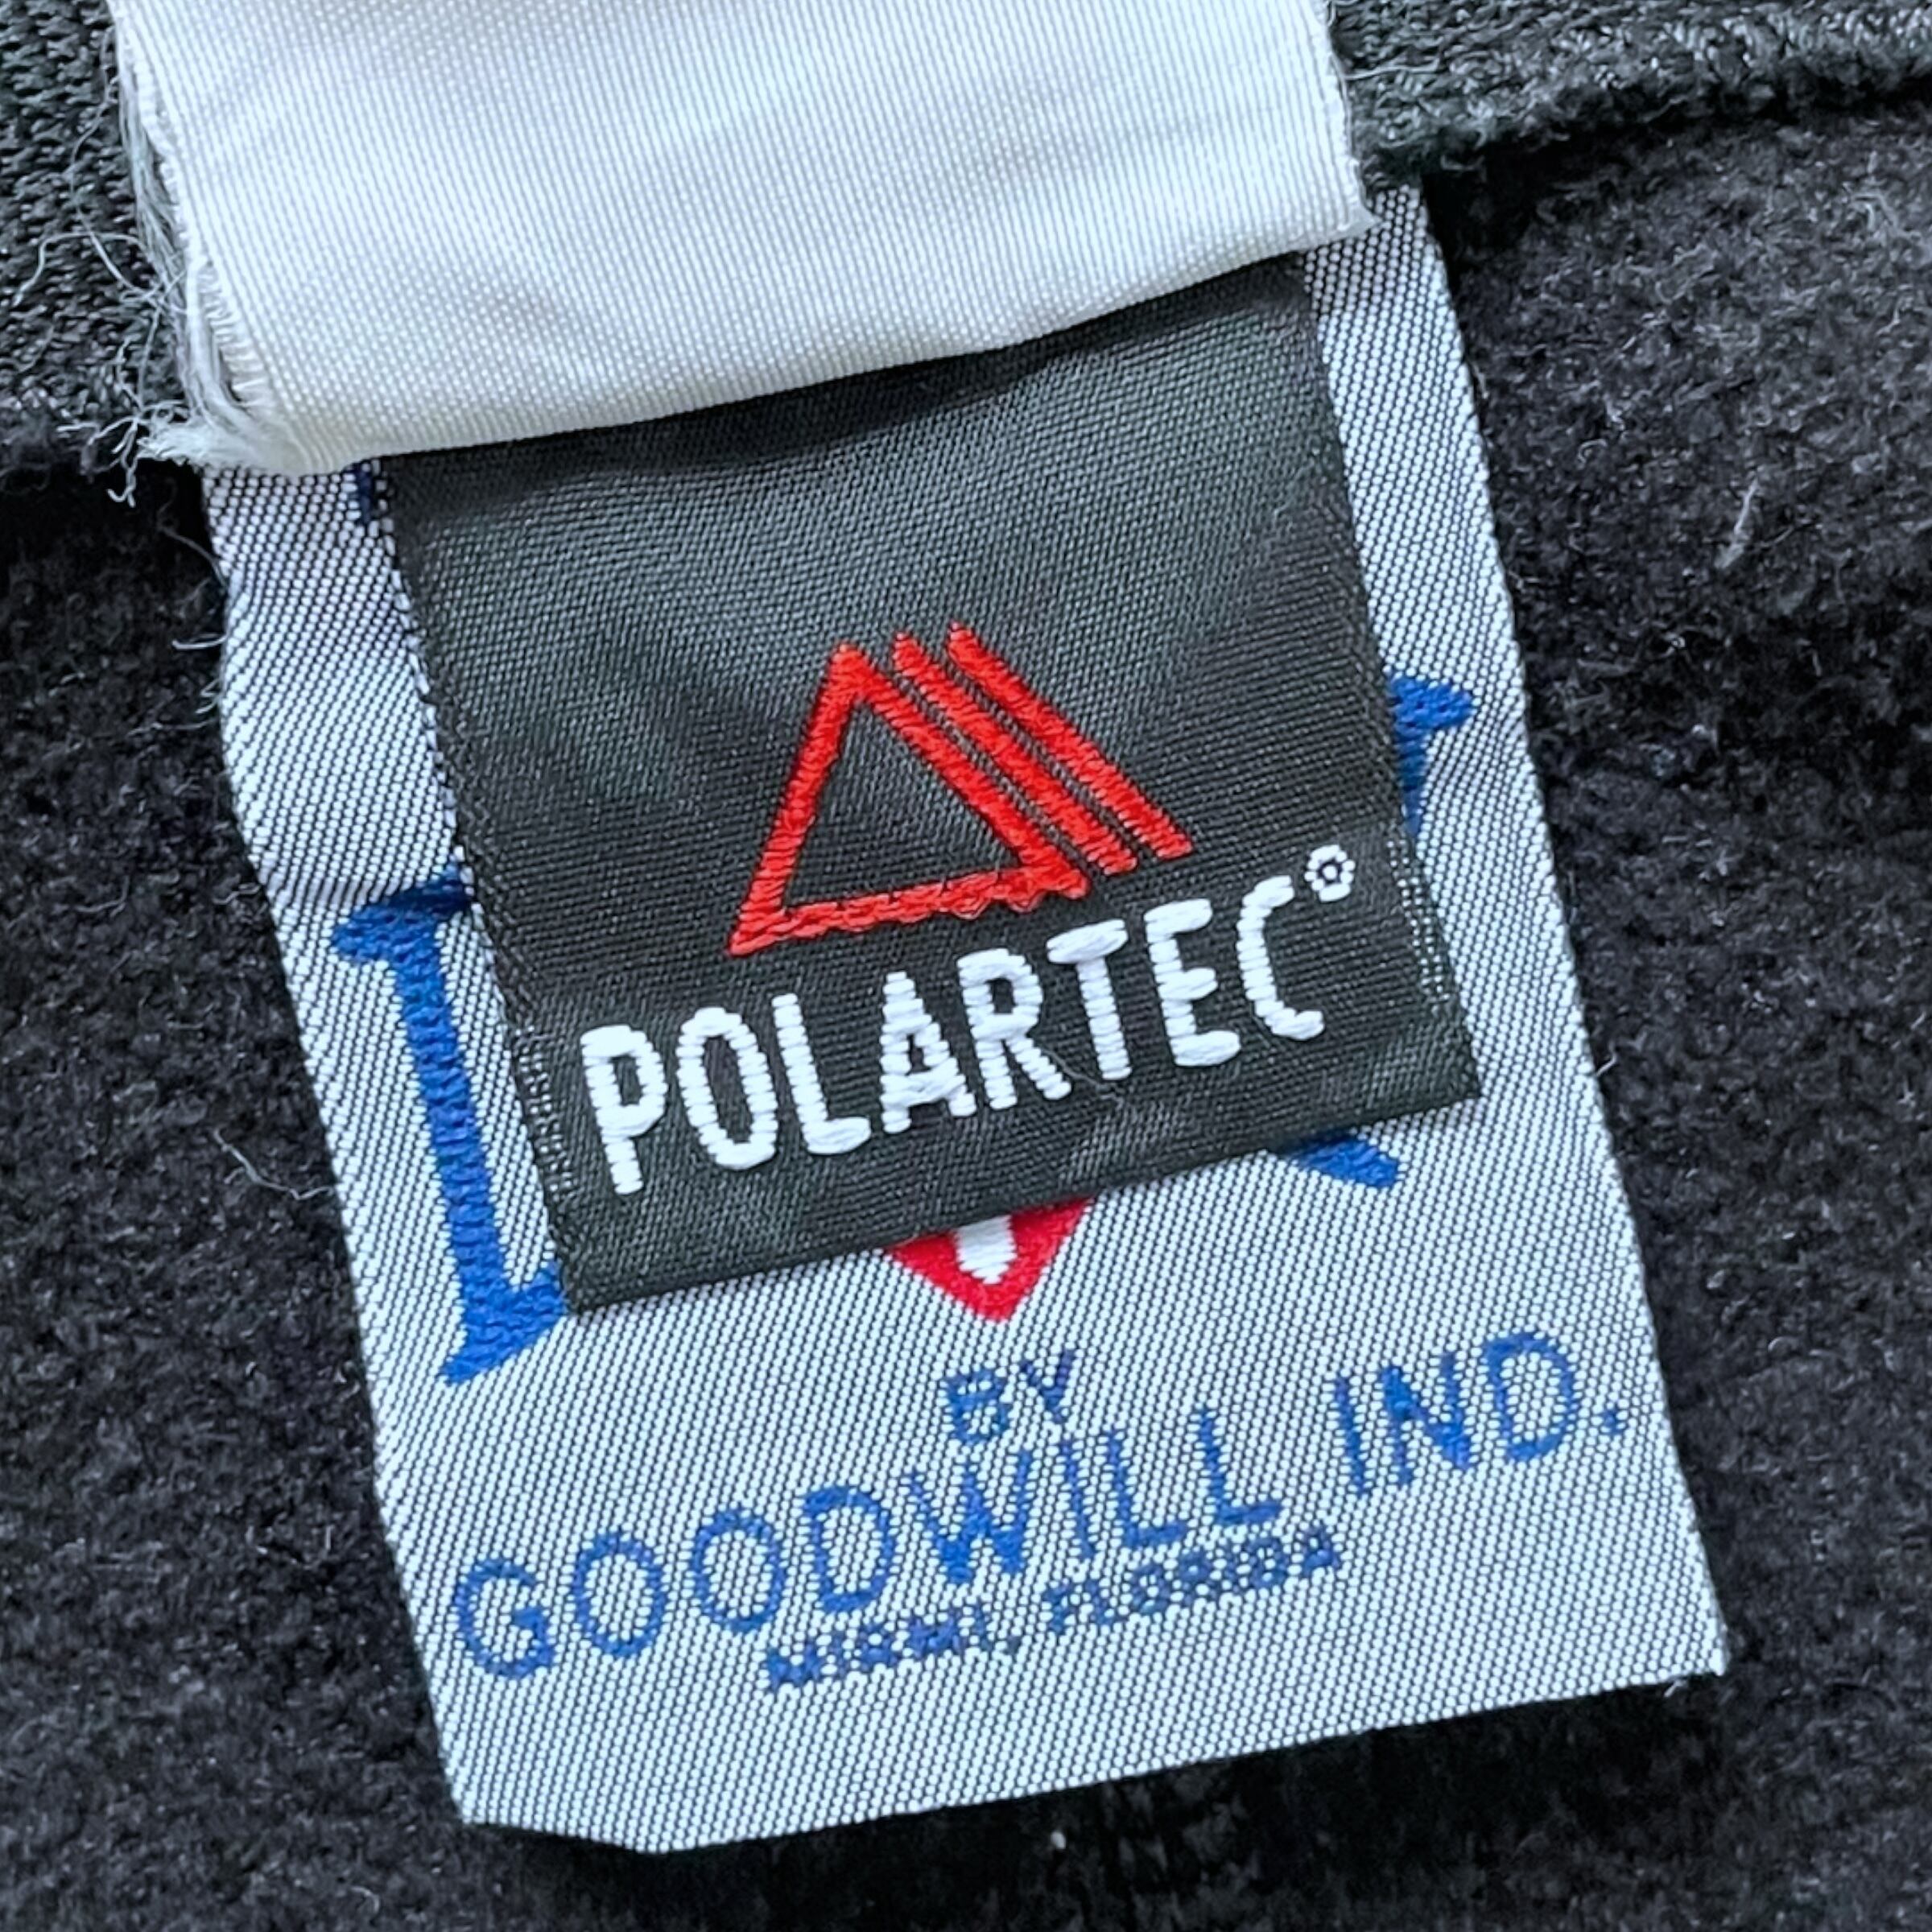 POLARTEC®
BY
GOODWILL IND.
MIAMI, FLORIDA